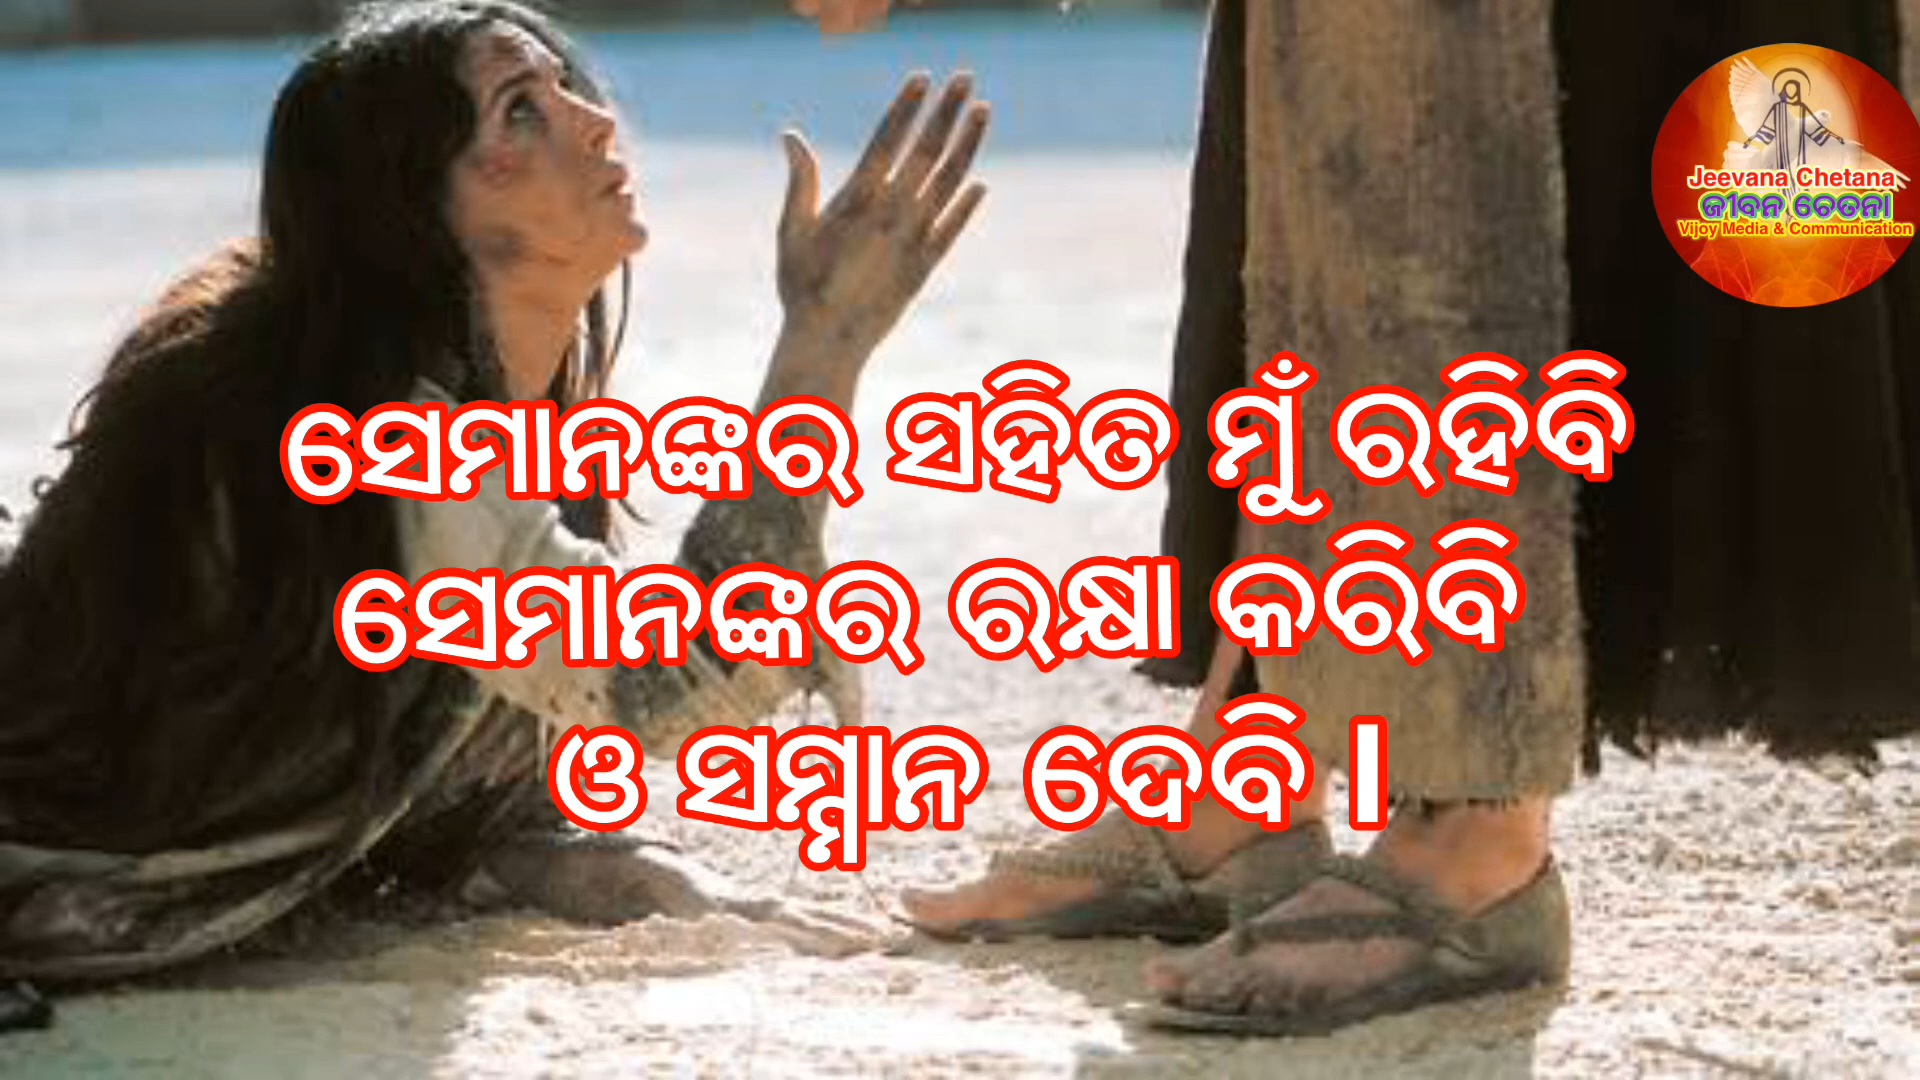 Jeevana Chetana
ଜୀବନ ଚେତନା
Vijoy Media & Communication
ସେମାନଙ୍କର ସହିତ ମୁଁ ରହିବି
ସେମାନଙ୍କର ରକ୍ଷା କରିବି
ଓ ସମ୍ମାନ ଦେବି ।